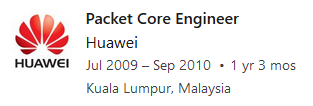 Packet Core Engineer
Huawei
HUAWEI
Jul 2009 – Sep 2010 • 1 yr 3 mos
Kuala Lumpur, Malaysia